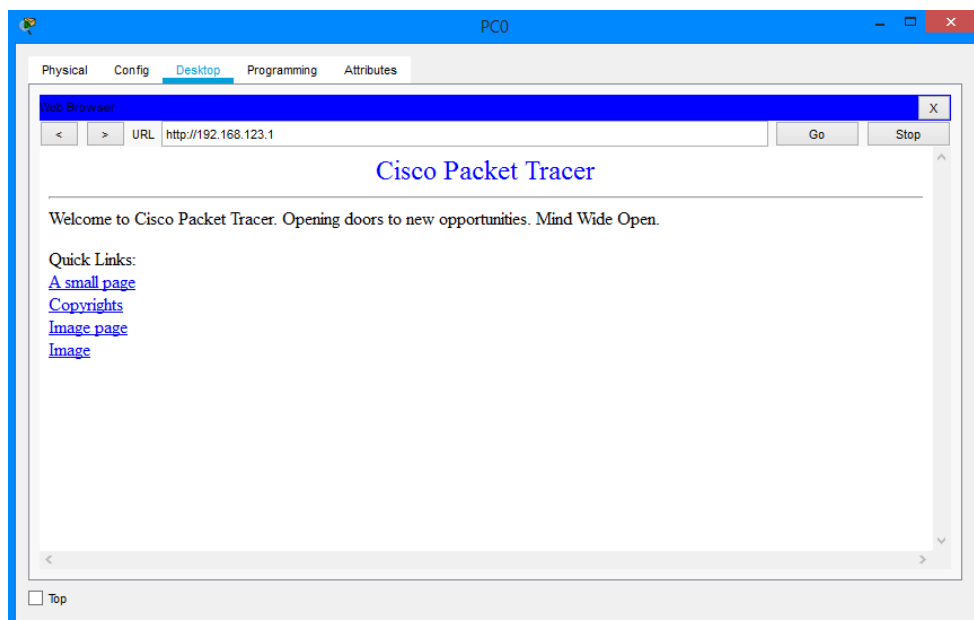 PC0
Physical Config Desktop Programming Attributes
Web Browser
X
< > URL http://192.168.123.1 Go Stop
Cisco Packet Tracer
Welcome to Cisco Packet Tracer. Opening doors to new opportunities. Mind Wide Open.
Quick Links:
A small page
Copyrights
Image page
Image
Top